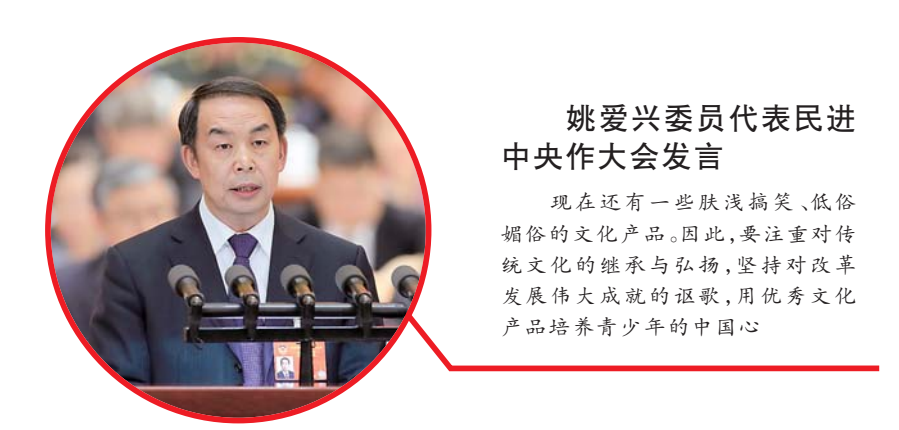 姚爱兴委员代表民进
中央作大会发言
现在还有一些肤浅搞笑、低俗
媚俗的文化产品。因此,要注重对传
统文化的继承与弘扬,坚持对改革
发展伟大成就的讴歌,用优秀文化
产品培养青少年的中国心